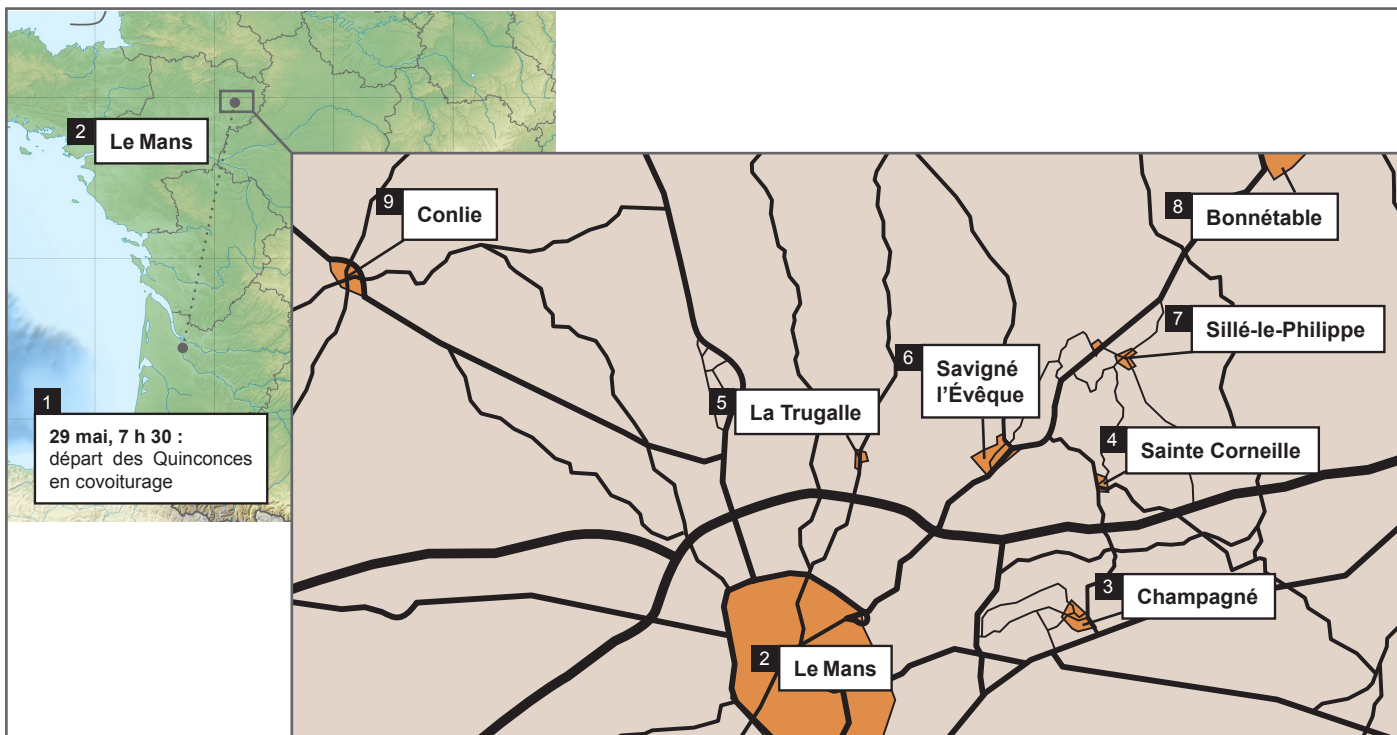 2
Le Mans
1
29 mai, 7 h 30 :
départ des Quinconces
en covoiturage
9
Conlie
8
Bonnétable
7
Sillé-le-Philippe
6
Savigné
l'Évêque
5
La Trugalle
4
Sainte Corneille
3
Champagné
2
Le Mans